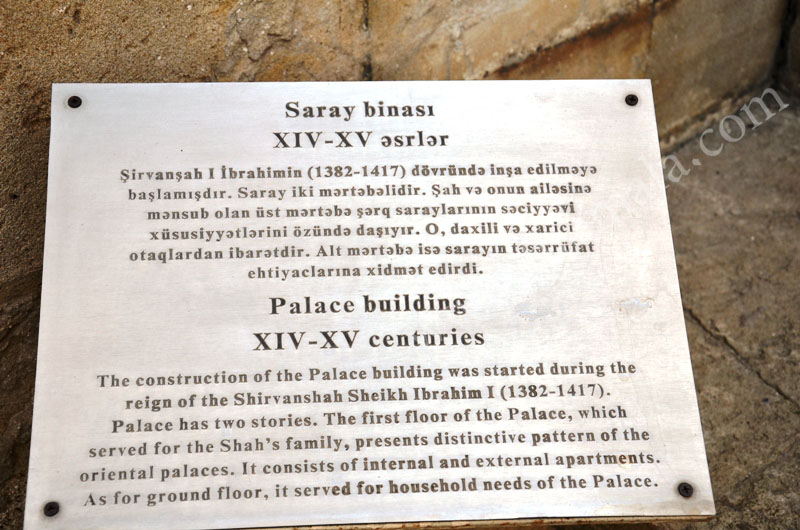 Saray binası
XIV-XV əsrlər
Şirvanşah I İbrahimin (1382-1417) dövründə inşa edilməyə
başlamışdır. Saray iki mərtəbəlidir. Şah və onun ailəsinə
mənsub olan üst mərtəbə şərq saraylarının səciyyəvi
xüsusiyyətlərini özündə daşıyır. O, daxili və xarici
otaqlardan ibarətdir. Alt mərtəbə isə sarayın təsərrüfat
ehtiyaclarına xidmət edirdi.
Palace building
XIV-XV centuries
The construction of the Palace building was started during the
reign of the Shirvanshah Sheikh Ibrahim I (1382-1417).
Palace has two stories. The first floor of the Palace, which
served for the Shah's family, presents distinctive pattern of the
oriental palaces. It consists of internal and external apartments.
As for ground floor, it served for household needs of the Palace.